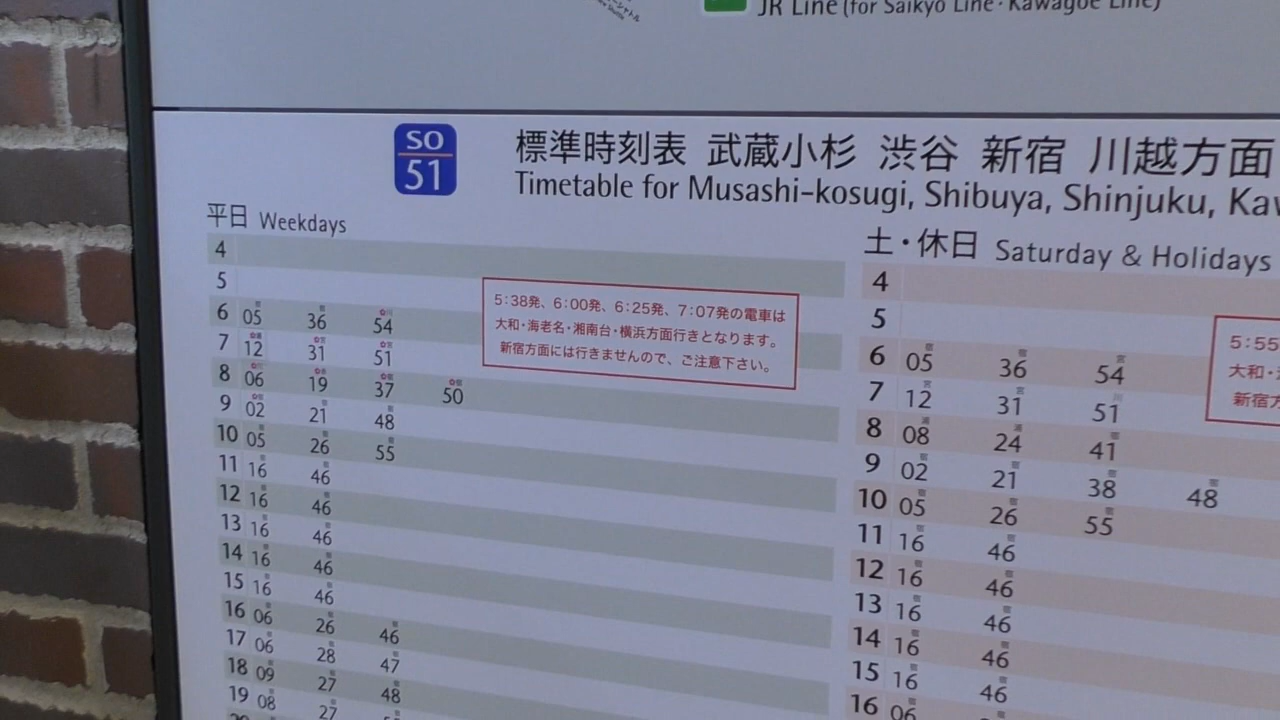 JR Line (for Saikyo Line・Kawagoe Line)
SO
51
標準時刻表 武蔵小杉 渋谷 新宿 川越方面
Timetable for Musashi-kosugi, Shibuya, Shinjuku,
平日 Weekdays
4
5
6 05 36 54
7 12 31 51
8 06 19 37 50
9 02 21 48
10 05 26 55
11 16 46
12 16 46
13 16 46
14 16 46
15 16 46
16 06 26 46
17 06 28 47
18 09 27 48
19 08 27
5:38発、6:00発、6:25発、7:07発の電車は
大和・海老名・湘南台・横浜方面行きとなります。
新宿方面には行きませんので、ご注意下さい。
土・休日 Saturday & Holidays
4
5
6 05 36 54
7 12 31 51
8 08 24 41
9 02 21 38 48
10 05 26 55
11 16 46
12 16 46
13 16 46
14 16 46
15 16 46
16 06
5:55
大和・
新宿方